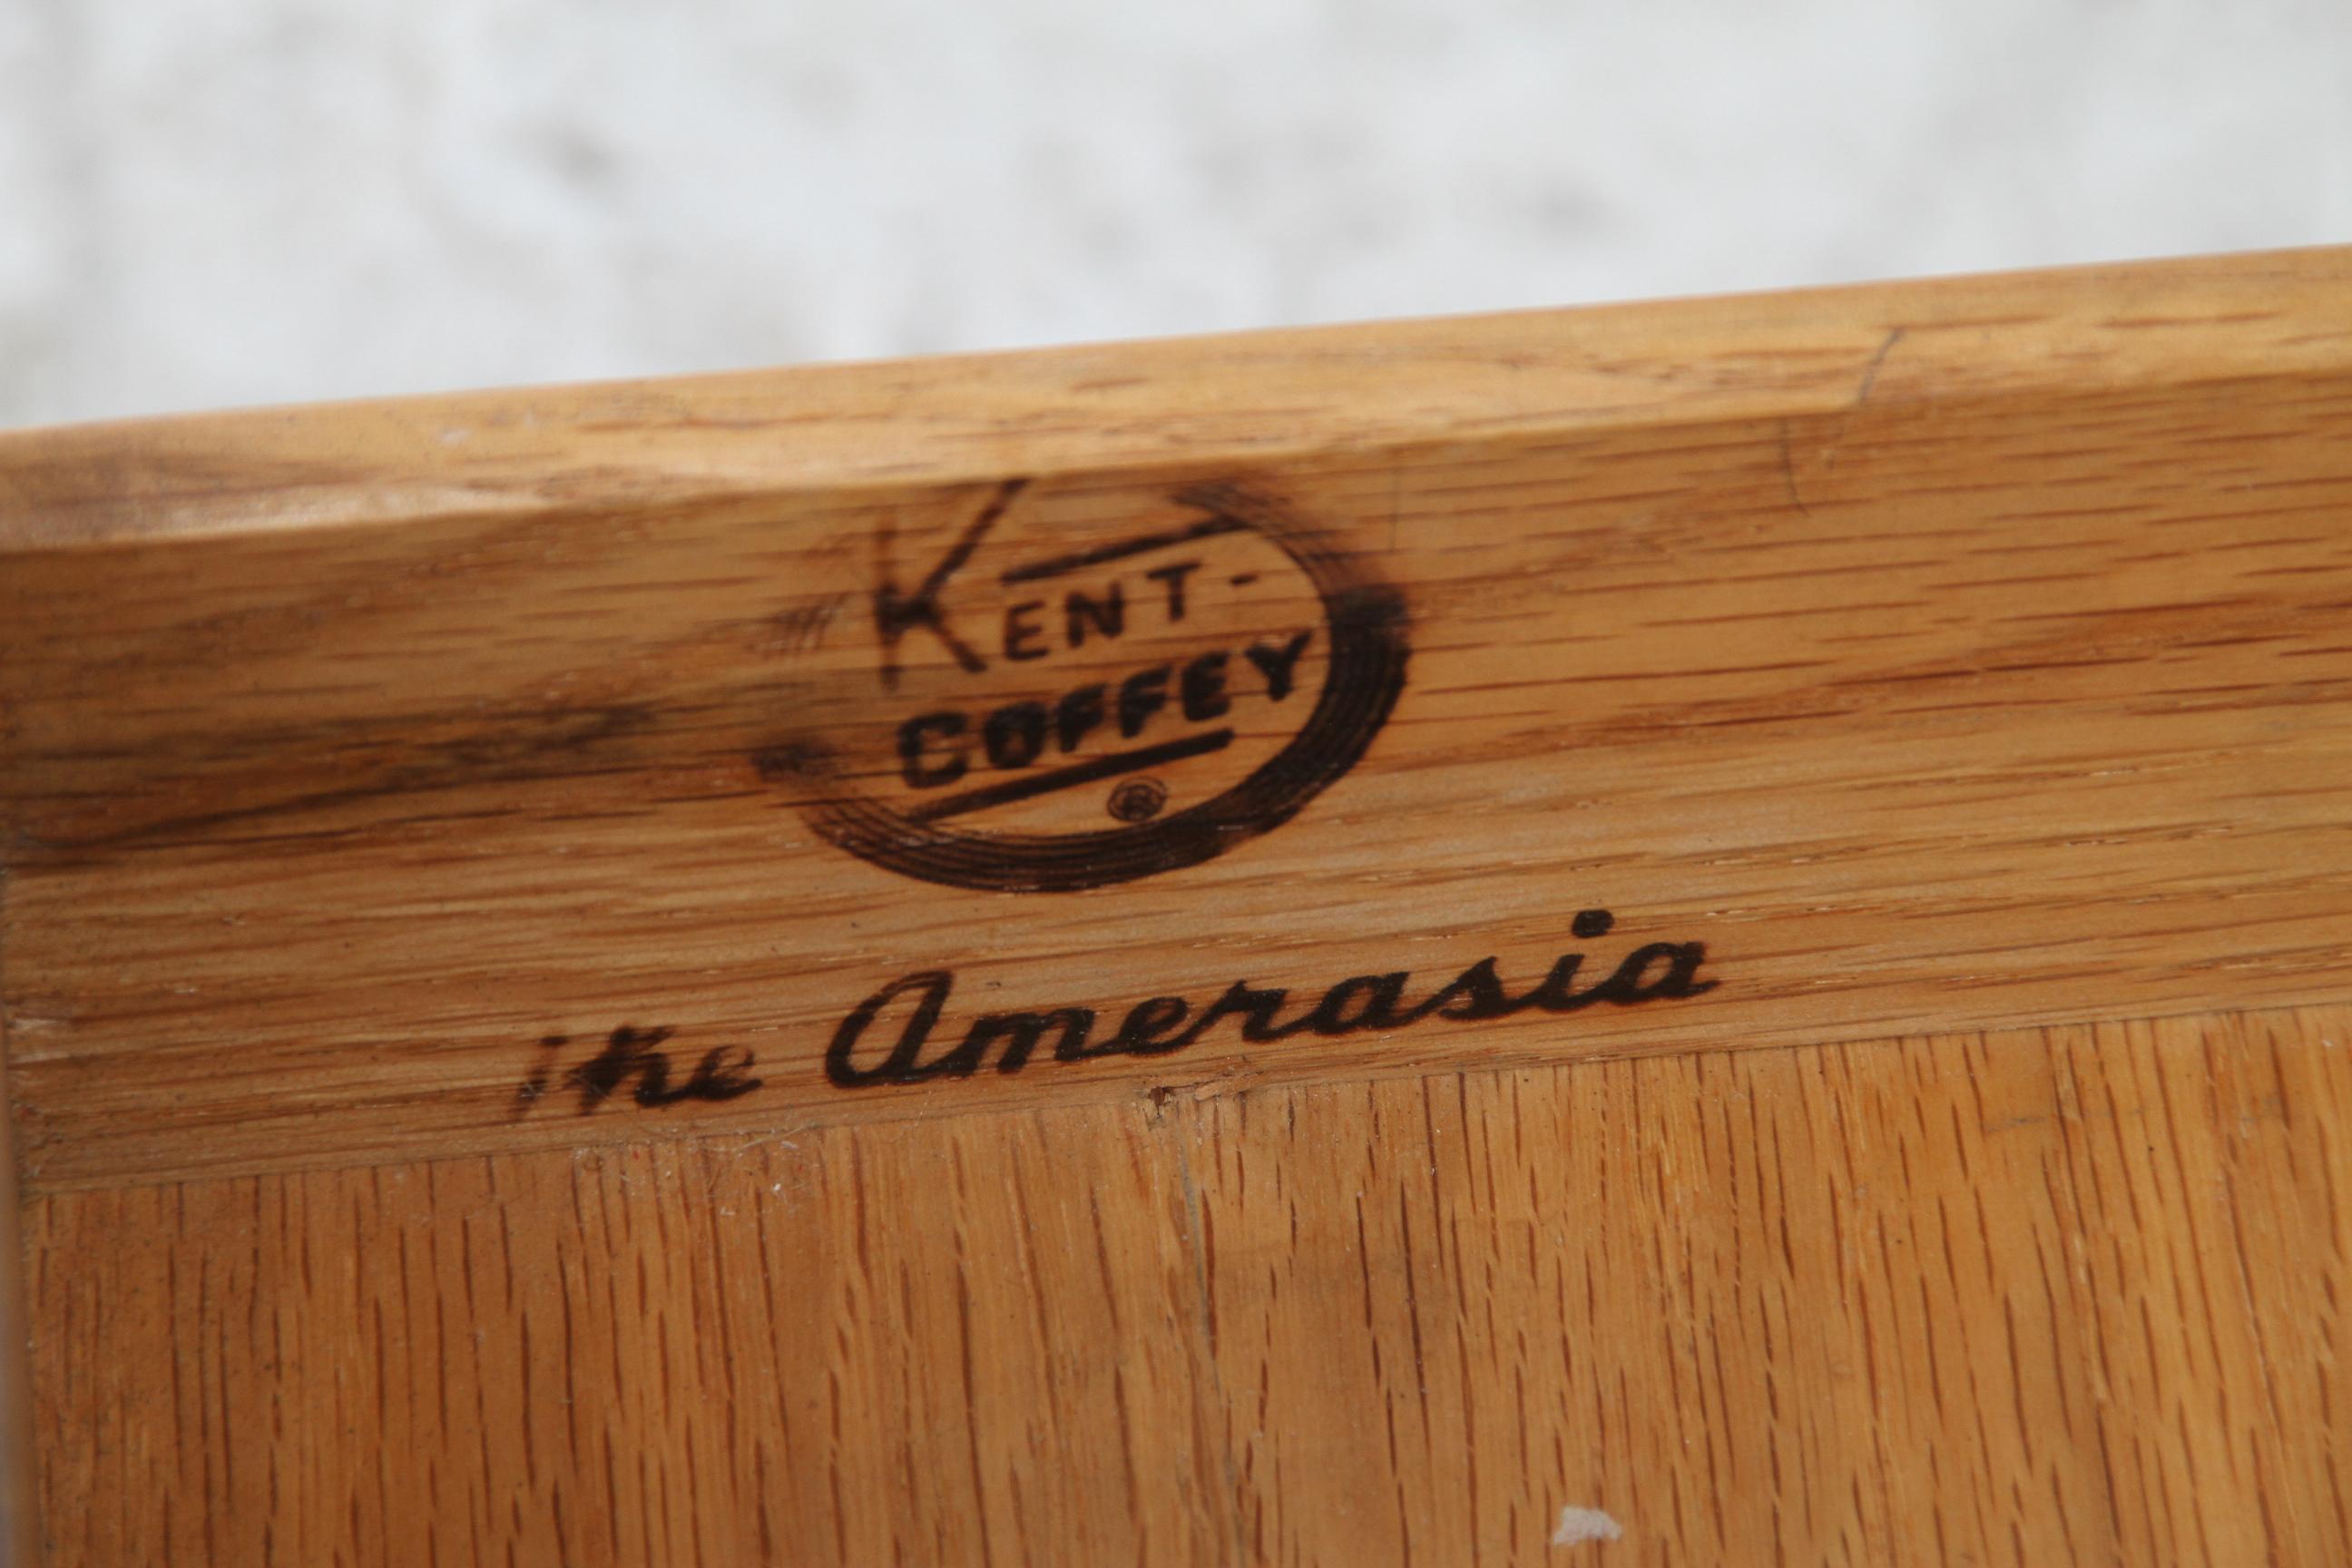 KENT-
COFFEY
®
The Amerasia